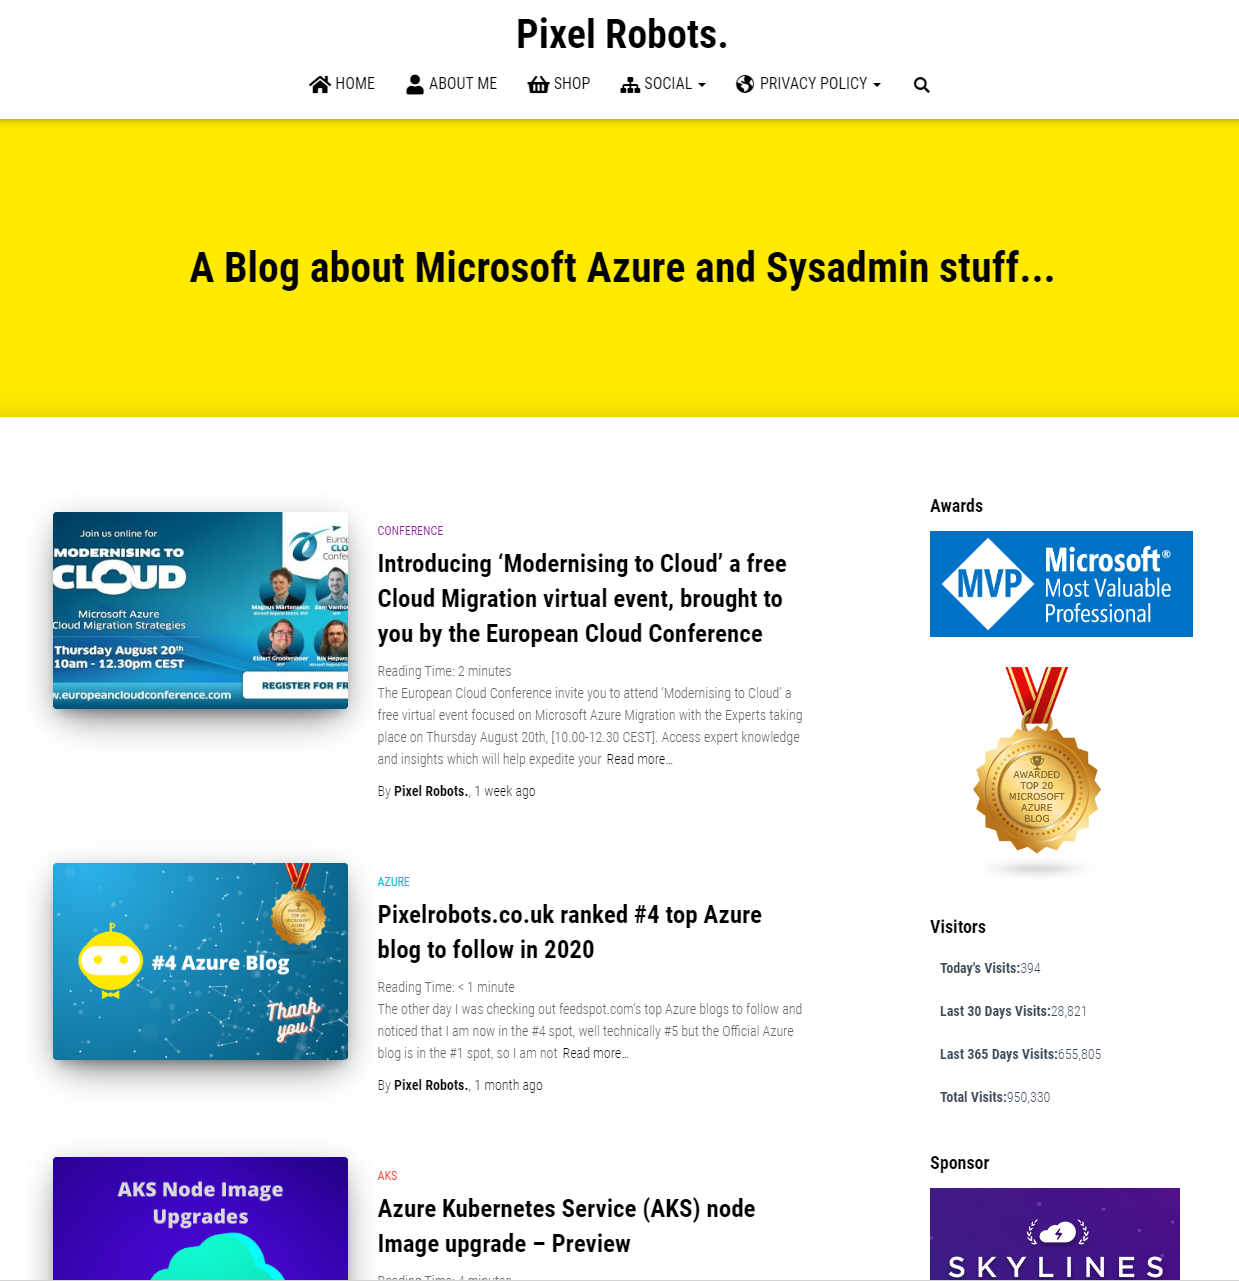 Pixel Robots.
HOME
ABOUT ME
SHOP
SOCIAL
PRIVACY POLICY
A Blog about Microsoft Azure and Sysadmin stuff...
Join us online for
MODERNISING TO
CLOUD
Microsoft Azure
Cloud Migration Strategies
Thursday August 20th
10am - 12.30pm CEST
w.europeancloudconference.com
Magnus Mårtensson
Eldert Grootenboer
REGISTER FOR FR
CONFERENCE
Introducing ‘Modernising to Cloud’ a free
Cloud Migration virtual event, brought to
you by the European Cloud Conference
Reading Time: 2 minutes
The European Cloud Conference invite you to attend ‘Modernising to Cloud’ a
free virtual event focused on Microsoft Azure Migration with the Experts taking
place on Thursday August 20th, [10.00-12.30 CEST]. Access expert knowledge
and insights which will help expedite your Read more…
By Pixel Robots., 1 week ago
#4 Azure Blog
Thank
you!
AZURE
Pixelrobots.co.uk ranked #4 top Azure
blog to follow in 2020
Reading Time: < 1 minute
The other day I was checking out feedspot.com’s top Azure blogs to follow and
noticed that I am now in the #4 spot, well technically #5 but the Official Azure
blog is in the #1 spot, so I am not Read more…
By Pixel Robots., 1 month ago
AKS Node Image
Upgrades
AKS
Azure Kubernetes Service (AKS) node
Image upgrade – Preview
Reading Time: 4 minutes
Awards
MVP
Microsoft®
Most Valuable
Professional
AWARDED
TOP 20
MICROSOFT
AZURE
BLOG
Visitors
Today's Visits:394
Last 30 Days Visits:28,821
Last 365 Days Visits:655,805
Total Visits:950,330
Sponsor
SKYLINES